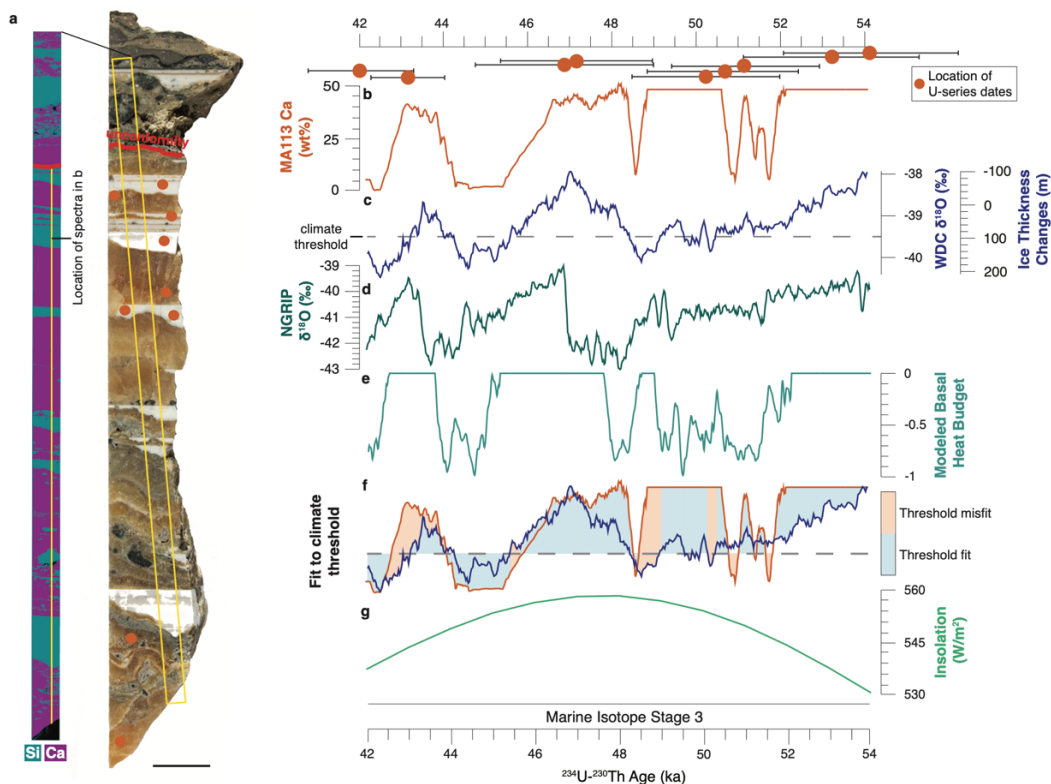 a
unconformity
Location of spectra in b
Si Ca
42 44 46 48 50 52 54
Location of
U-series dates
b
MA113 Ca
(wt%)
50
25
0
c
climate
threshold
-38
-39
-40
WDC δ¹⁸O (‰)
-100
0
100
200
Ice Thickness
Changes (m)
d
NGRIP
δ¹⁸O (‰)
-39
-40
-41
-42
-43
e
0
-0.5
-1
Modeled Basal
Heat Budget
f
Fit to climate
threshold
Threshold misfit
Threshold fit
g
560
545
530
Insolation
(W/m²)
Marine Isotope Stage 3
42 44 46 48 50 52 54
²³⁴U-²³⁰Th Age (ka)